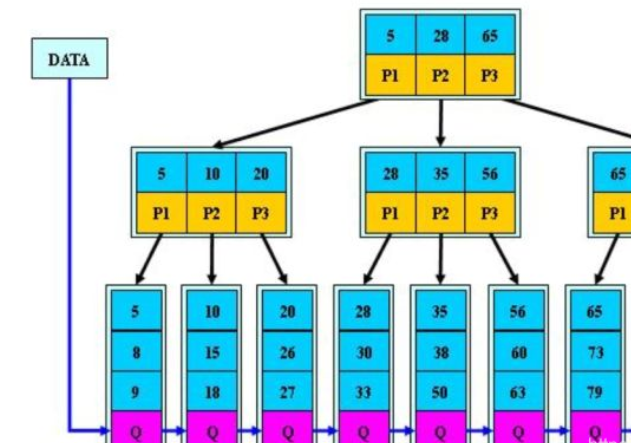 5 28 65
DATA
P1 P2 P3
5 10 20
28 35 56
65
P1 P2 P3
P1 P2 P3
P1
5 10 20 28 35 56 65
8 15 26 30 38 60 73
9 18 27 33 50 63 79
Q Q Q Q Q Q Q